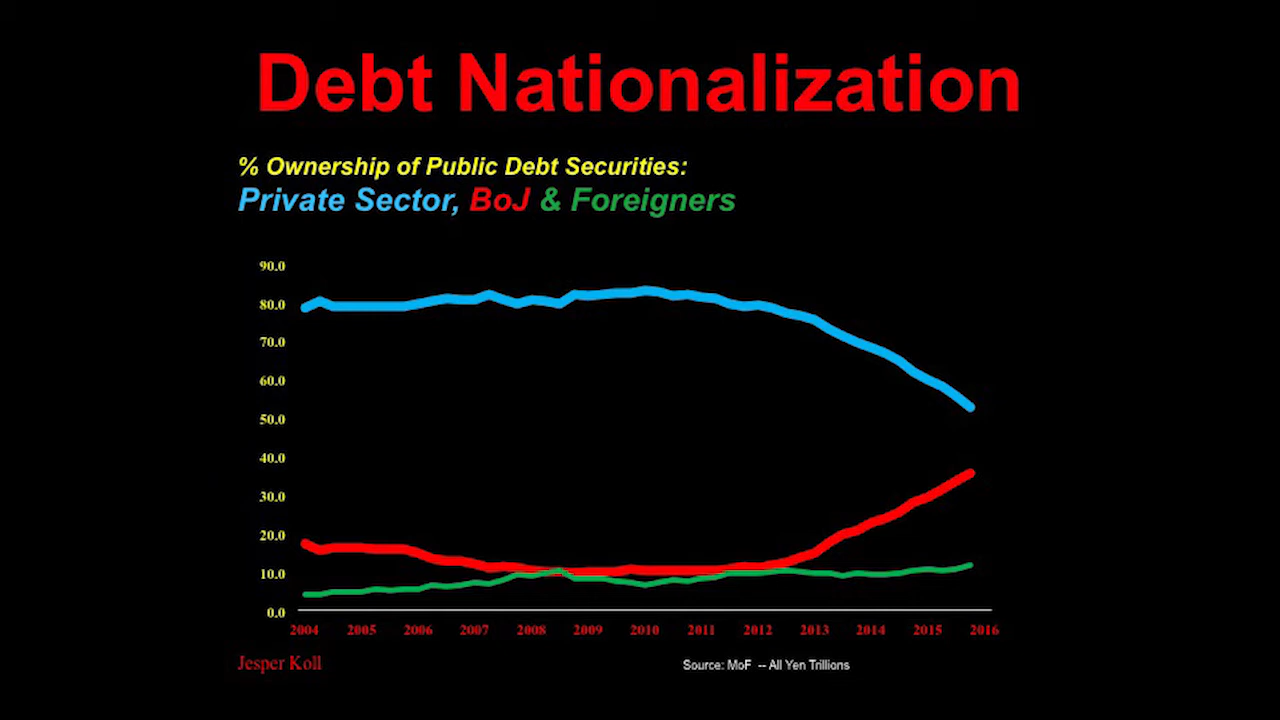 Debt Nationalization
% Ownership of Public Debt Securities:
Private Sector, BoJ & Foreigners
90.0
80.0
70.0
60.0
50.0
40.0
30.0
20.0
10.0
0.0
2004 2005 2006 2007 2008 2009 2010 2011 2012 2013 2014 2015 2016
Jesper Koll
Source: MoF -- All Yen Trillions